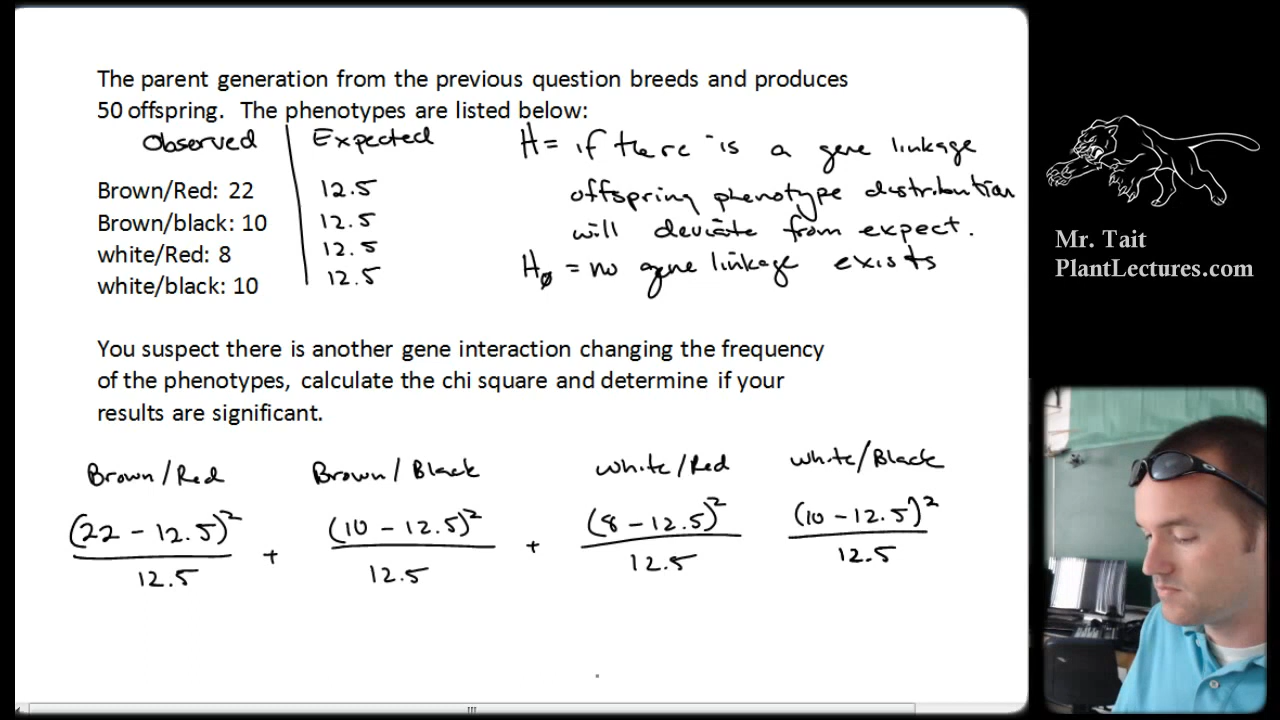 The parent generation from the previous question breeds and produces
50 offspring. The phenotypes are listed below:
Observed | Expected
Brown/Red: 22 12.5
Brown/black: 10 12.5
white/Red: 8 12.5
white/black: 10 12.5
H = if there is a gene linkage
offspring phenotype distribution
will deviate from expect.
H∅ = no gene linkage exists
Mr. Tait
PlantLectures.com
You suspect there is another gene interaction changing the frequency
of the phenotypes, calculate the chi square and determine if your
results are significant.
Brown/Red Brown/Black white/Red white/Black
(22 - 12.5)² + (10 - 12.5)² + (8 - 12.5)² (10 - 12.5)²
12.5 12.5 12.5 12.5